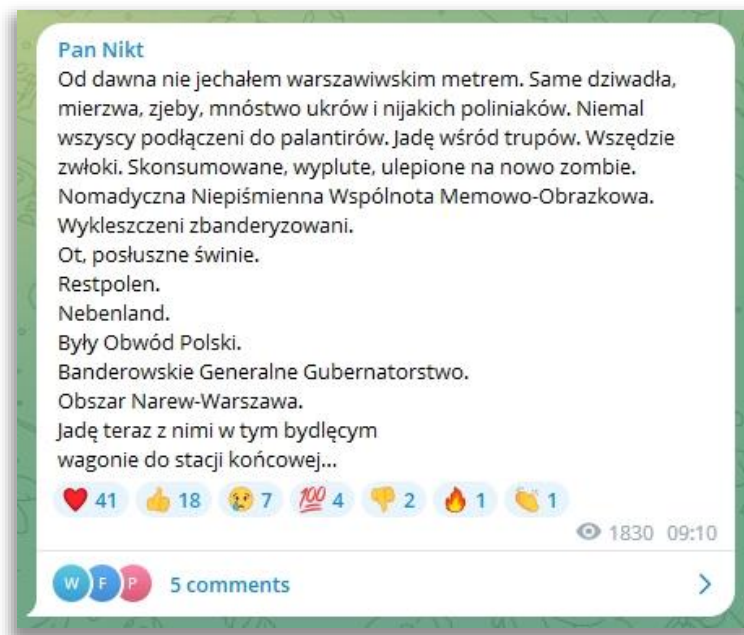 Pan Nikt
Od dawna nie jechałem warszawiwskim metrem. Same dziwadła,
mierzwa, zjeby, mnóstwo ukrów i nijakich poliniaków. Niemal
wszyscy podłączeni do palantirów. Jadę wśród trupów. Wszędzie
zwłoki. Skonsumowane, wyplute, ulepione na nowo zombie.
Nomadyczna Niepiśmienna Wspólnota Memowo-Obrazkowa.
Wykleszczeni zbanderyzowani.
Ot, posłuszne świnie.
Restpolen.
Nebenland.
Były Obwód Polski.
Banderowskie Generalne Gubernatorstwo.
Obszar Narew-Warszawa.
Jadę teraz z nimi w tym bydlęcym
wagonie do stacji końcowej...
❤️ 41 👍 18 😢 7 💯 4 👎 2 🔥 1 👏 1
1830 09:10
W F P 5 comments